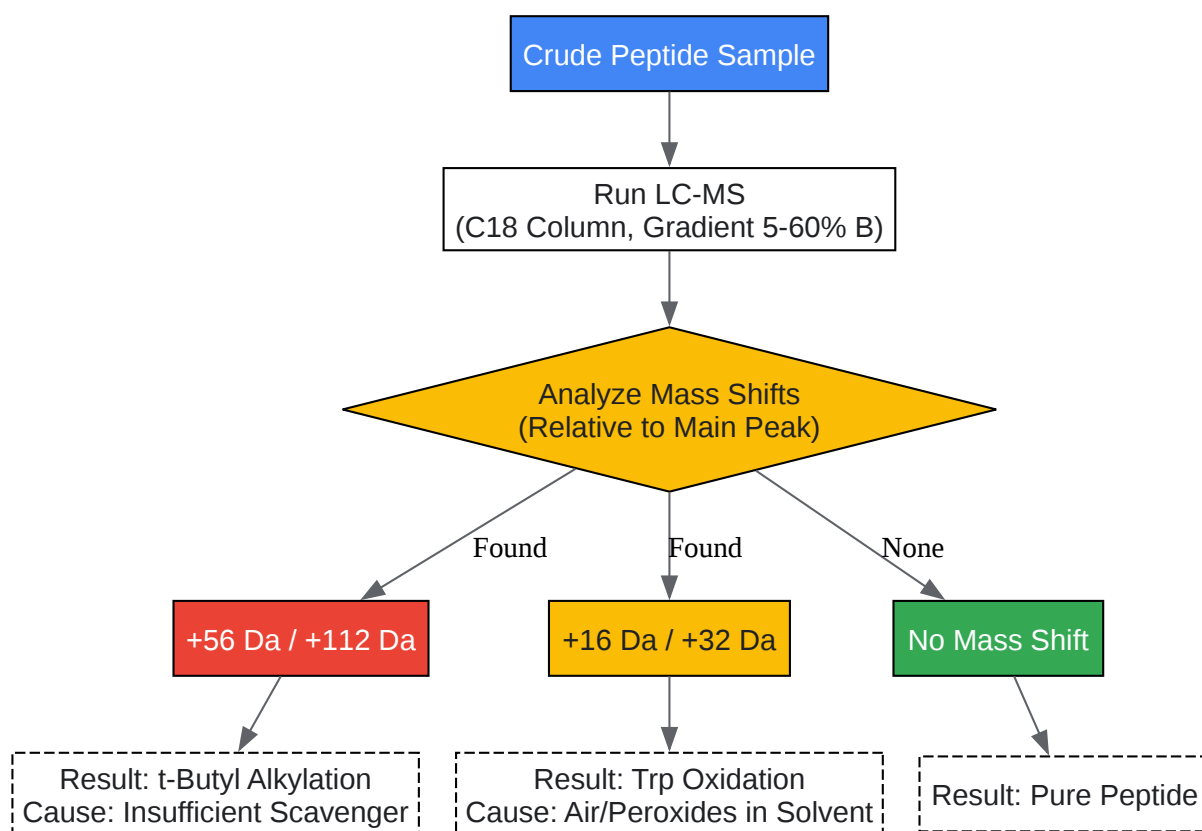 Crude Peptide Sample
Run LC-MS
(C18 Column, Gradient 5-60% B)
Analyze Mass Shifts
(Relative to Main Peak)
Found
Found
None
+56 Da / +112 Da
+16 Da / +32 Da
No Mass Shift
Result: t-Butyl Alkylation
Cause: Insufficient Scavenger
Result: Trp Oxidation
Cause: Air/Peroxides in Solvent
Result: Pure Peptide